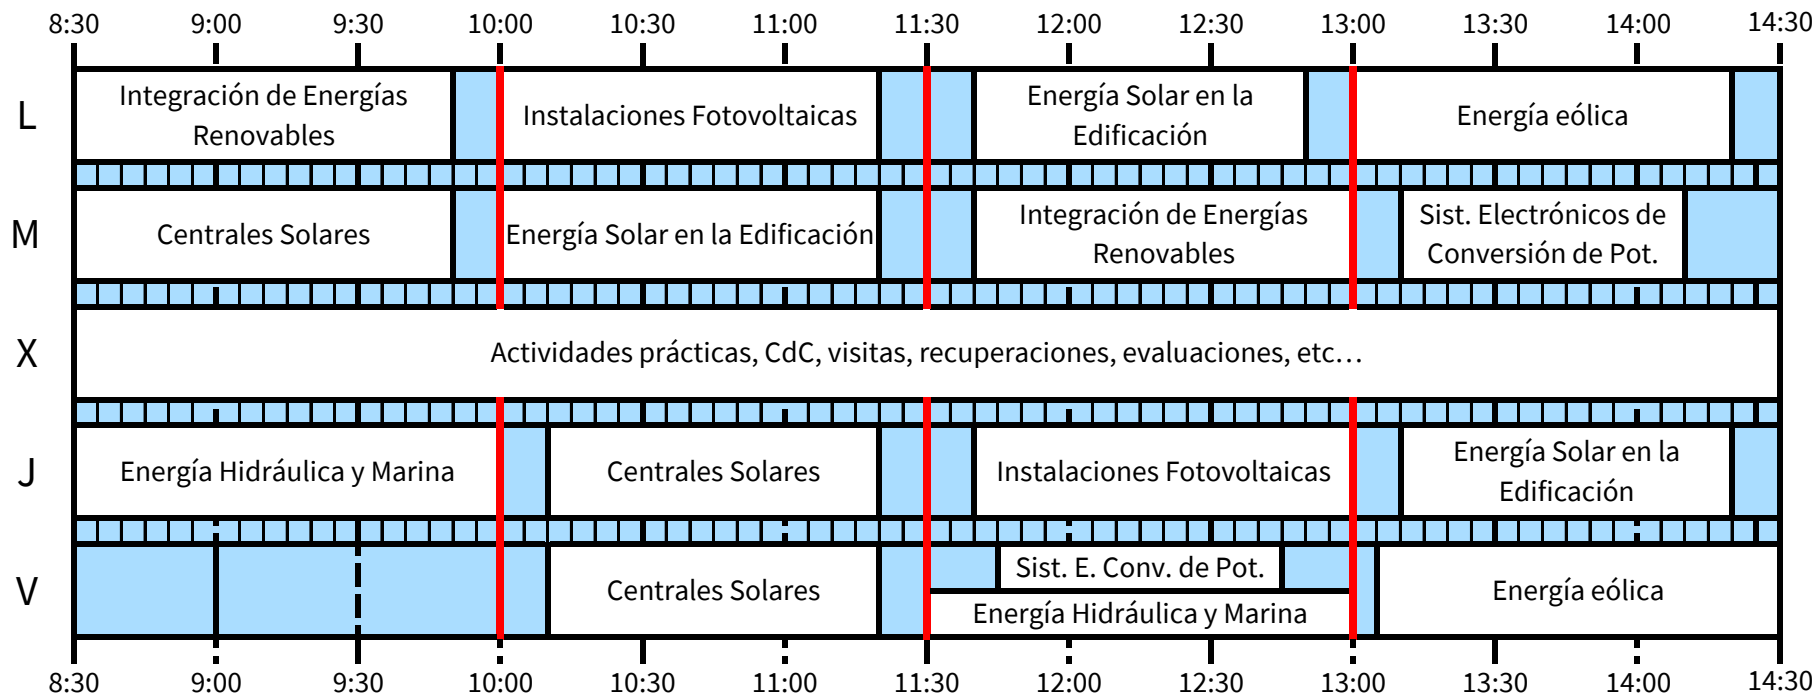 8:30 9:00 9:30 10:00 10:30 11:00 11:30 12:00 12:30 13:00 13:30 14:00 14:30
L
Integración de Energías
Renovables
Instalaciones Fotovoltaicas
Energía Solar en la
Edificación
Energía eólica
M
Centrales Solares
Energía Solar en la Edificación
Integración de Energías
Renovables
Sist. Electrónicos de
Conversión de Pot.
X
Actividades prácticas, CdC, visitas, recuperaciones, evaluaciones, etc…
J
Energía Hidráulica y Marina
Centrales Solares
Instalaciones Fotovoltaicas
Energía Solar en la
Edificación
V
Centrales Solares
Sist. E. Conv. de Pot.
Energía Hidráulica y Marina
Energía eólica
8:30 9:00 9:30 10:00 10:30 11:00 11:30 12:00 12:30 13:00 13:30 14:00 14:30